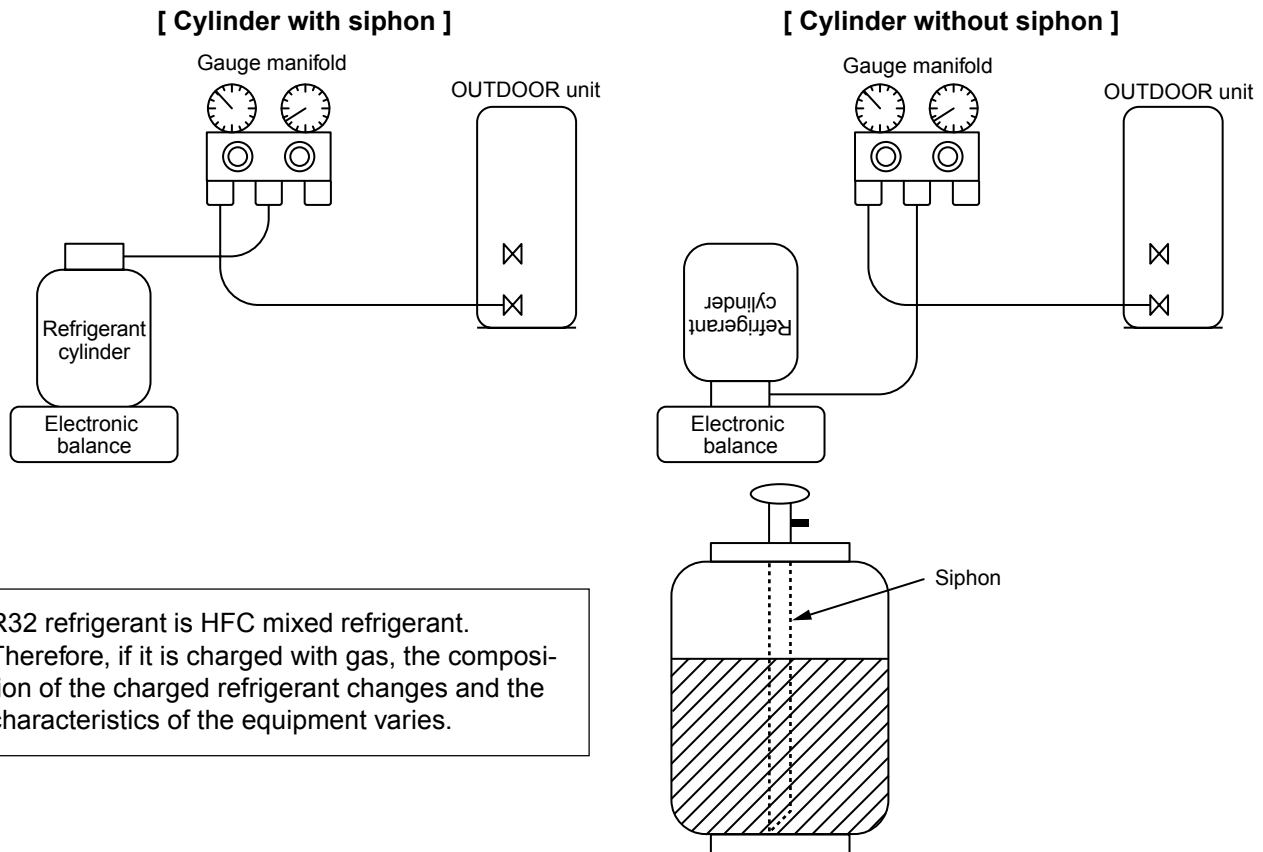 [ Cylinder with siphon ]
Gauge manifold
OUTDOOR unit
Refrigerant
cylinder
Electronic
balance
[ Cylinder without siphon ]
Gauge manifold
OUTDOOR unit
Refrigerant
cylinder
Electronic
balance
Siphon
R32 refrigerant is HFC mixed refrigerant.
Therefore, if it is charged with gas, the composi-
tion of the charged refrigerant changes and the
characteristics of the equipment varies.